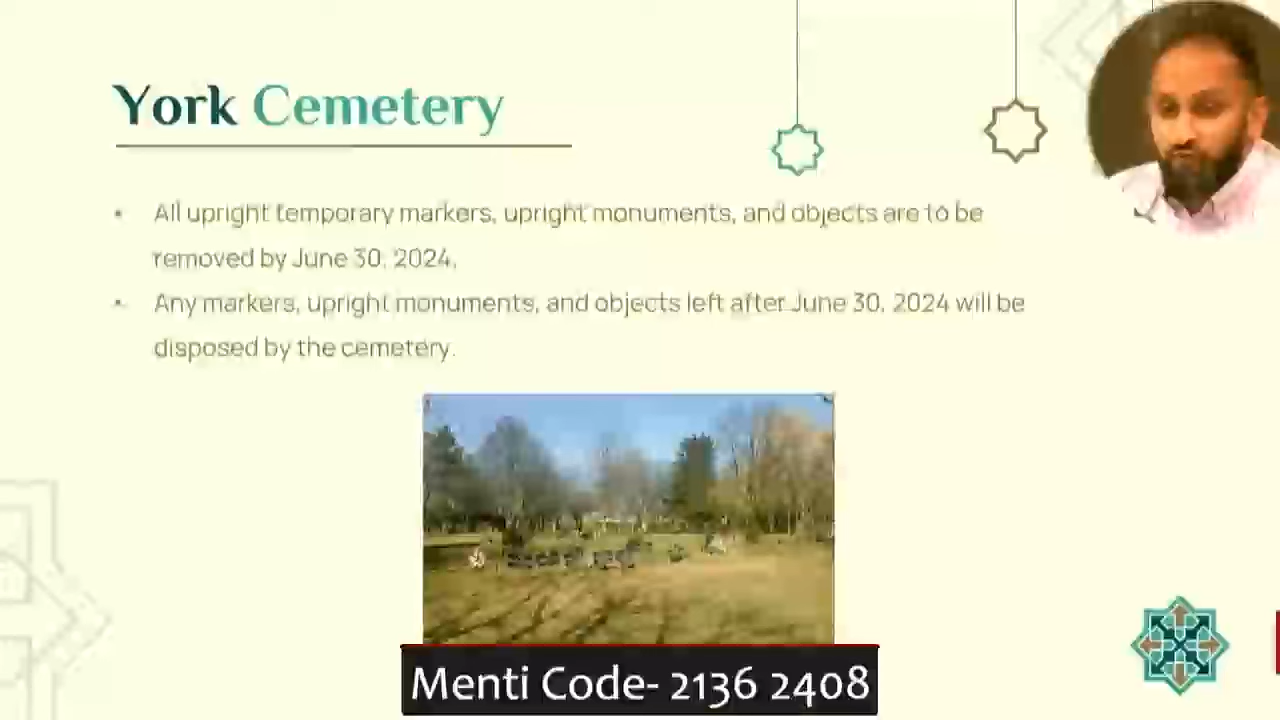 York Cemetery
• All upright temporary markers, upright monuments, and objects are to be
removed by June 30, 2024.
• Any markers, upright monuments, and objects left after June 30, 2024 will be
disposed by the cemetery.
Menti Code- 2136 2408